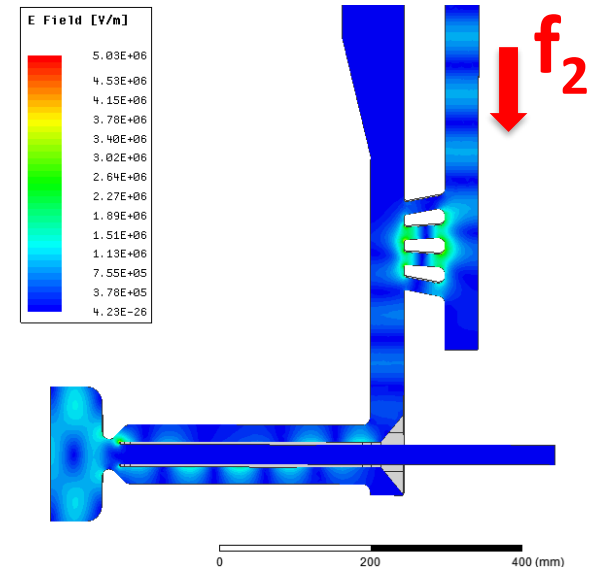 E Field [V/m]
5.03E+06
4.53E+06
4.15E+06
3.78E+06
3.40E+06
3.02E+06
2.64E+06
2.27E+06
1.89E+06
1.51E+06
1.13E+06
7.55E+05
3.78E+05
4.23E-26
f2
0 200 400 (mm)